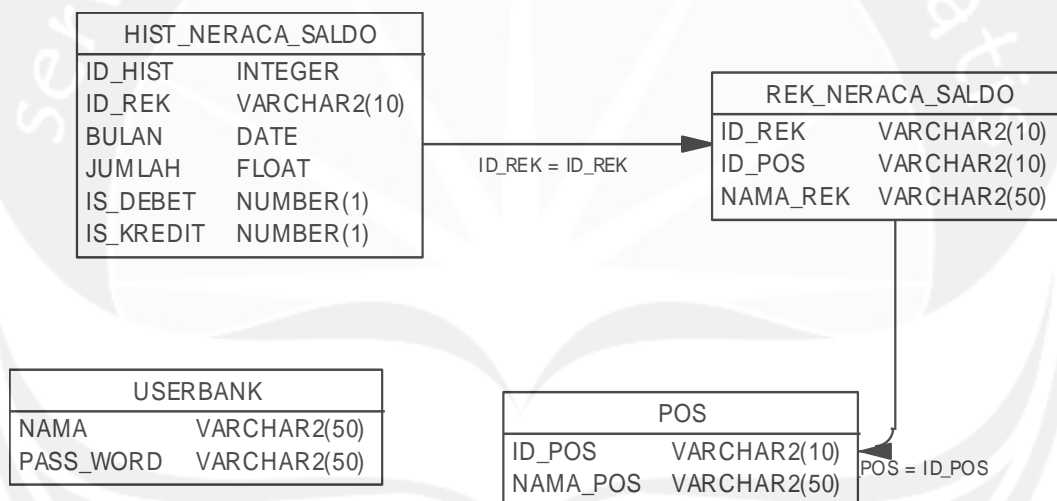 HIST_NERACA_SALDO
ID_HIST INTEGER
ID_REK VARCHAR2(10)
BULAN DATE
JUMLAH FLOAT
IS_DEBET NUMBER(1)
IS_KREDIT NUMBER(1)
ID_REK = ID_REK
REK_NERACA_SALDO
ID_REK VARCHAR2(10)
ID_POS VARCHAR2(10)
NAMA_REK VARCHAR2(50)
USERBANK
NAMA VARCHAR2(50)
PASS_WORD VARCHAR2(50)
POS
ID_POS VARCHAR2(10)
NAMA_POS VARCHAR2(50)
_POS = ID_POS